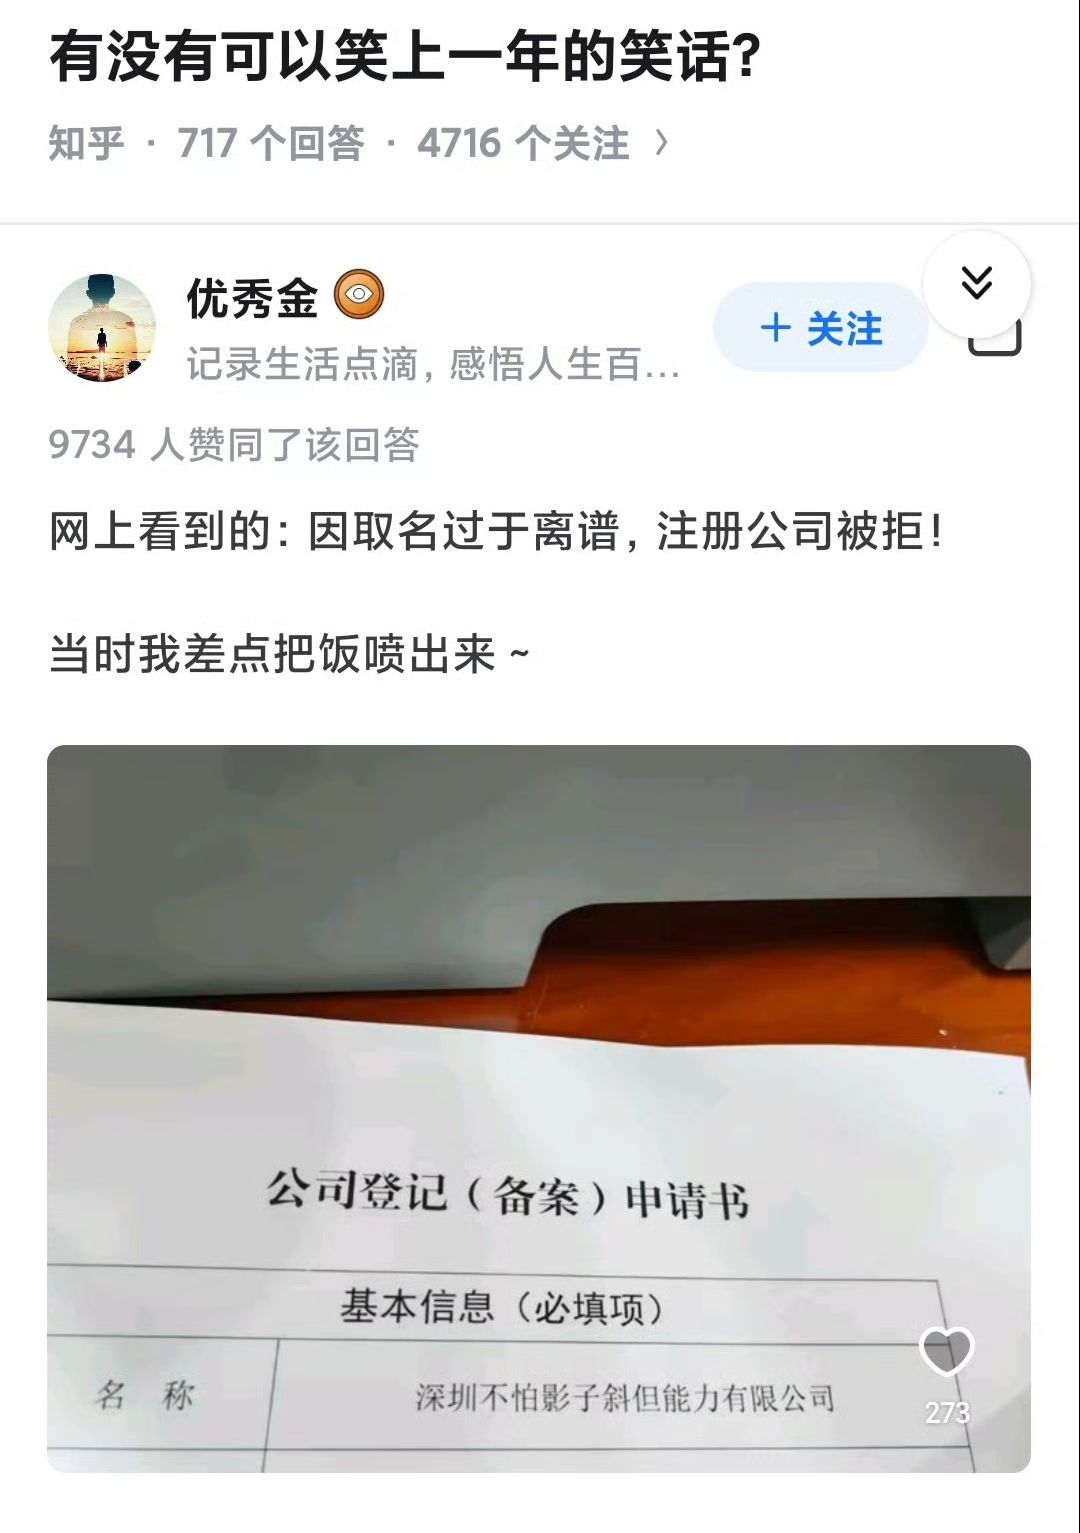 有没有可以笑上一年的笑话?
知乎 · 717 个回答 · 4716 个关注 >
优秀金
+ 关注
记录生活点滴，感悟人生百...
9734 人赞同了该回答
网上看到的：因取名过于离谱，注册公司被拒！
当时我差点把饭喷出来 ~
公司登记（备案）申请书
基本信息（必填项）
名 称
深圳不怕影子斜但能力有限公司
273